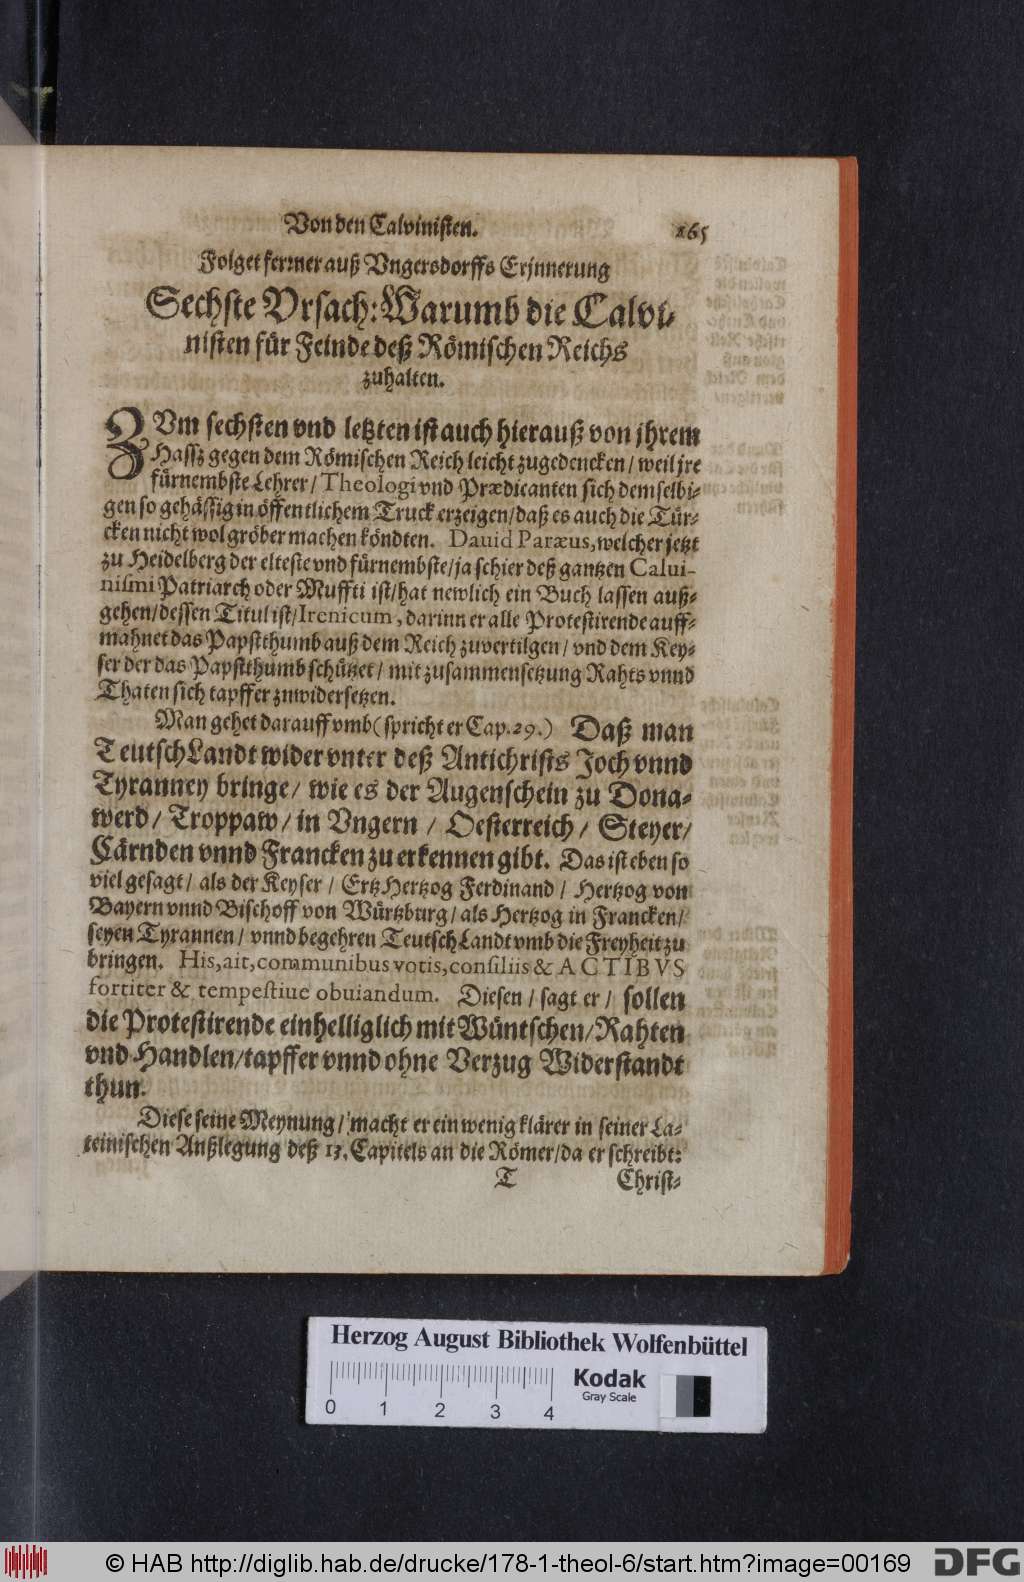 Von den Calvinisten. 165
Folget ferrner auß Vngersdorffs Erjnnerung
Sechste Vrsach: Warumb die Calvi-
nisten für Feinde deß Römischen Reichs
zuhalten.
ZVm sechsten vnd letzten ist auch hierauß von jhrem
Hassz gegen dem Römischen Reich leicht zugedencken/ weil jre
fürnembste Lehrer/ Theologi vnd Prædicanten sich demselbi-
gen so gehässig in öffentlichem Truck erzeigen/ daß es auch die Tür-
cken nicht wol gröber machen köndten. Dauid Paræus, welcher jetzt
zu Heidelberg der elteste vnd fürnembste/ ja schier deß gantzen Calui-
nismi Patriarch oder Muffti ist/ hat newlich ein Buch lassen auß-
gehen/ dessen Titul ist/ Irenicum, darinn er alle Protestirende auff-
mahnet das Papstthumb auß dem Reich zuvertilgen/ vnd dem Key-
ser der das Papstthumb schützet/ mit zusammensetzung Rahts vnnd
Thaten sich tapffer zuwidersetzen.
Man gehet darauff vmb (spricht er Cap. 29.) Daß man
TeutschLandt wider vnter deß Antichrists Joch vnnd
Tyranney bringe/ wie es der Augenschein zu Dona-
werd/ Troppaw/ in Vngern/ Oesterreich/ Steyer/
Cärnden vnnd Francken zu erkennen gibt. Das ist eben so
viel gesagt/ als der Keyser/ ErtzHertzog Ferdinand/ Hertzog von
Bayern vnnd Bischoff von Würtzburg/ als Hertzog in Francken/
seyen Tyrannen/ vnnd begehren TeutschLandt vmb die Freyheit zu
bringen. His, ait, communibus votis, consiliis & ACTIBVS
fortiter & tempestiue obuiandum. Diesen/ sagt er/ sollen
die Protestirende einhelliglich mit Wüntschen/ Rahten
vnd Handlen/ tapffer vnnd ohne Verzug Widerstandt
thun.
Diese seine Meynung/ macht er ein wenig klärer in seiner La-
teinischen Außlegung deß 13. Capitels an die Römer/ da er schreibt:
T Christ-
Herzog August Bibliothek Wolfenbüttel
Kodak
Gray Scale
0 1 2 3 4
© HAB http://diglib.hab.de/drucke/178-1-theol-6/start.htm?image=00169
DFG